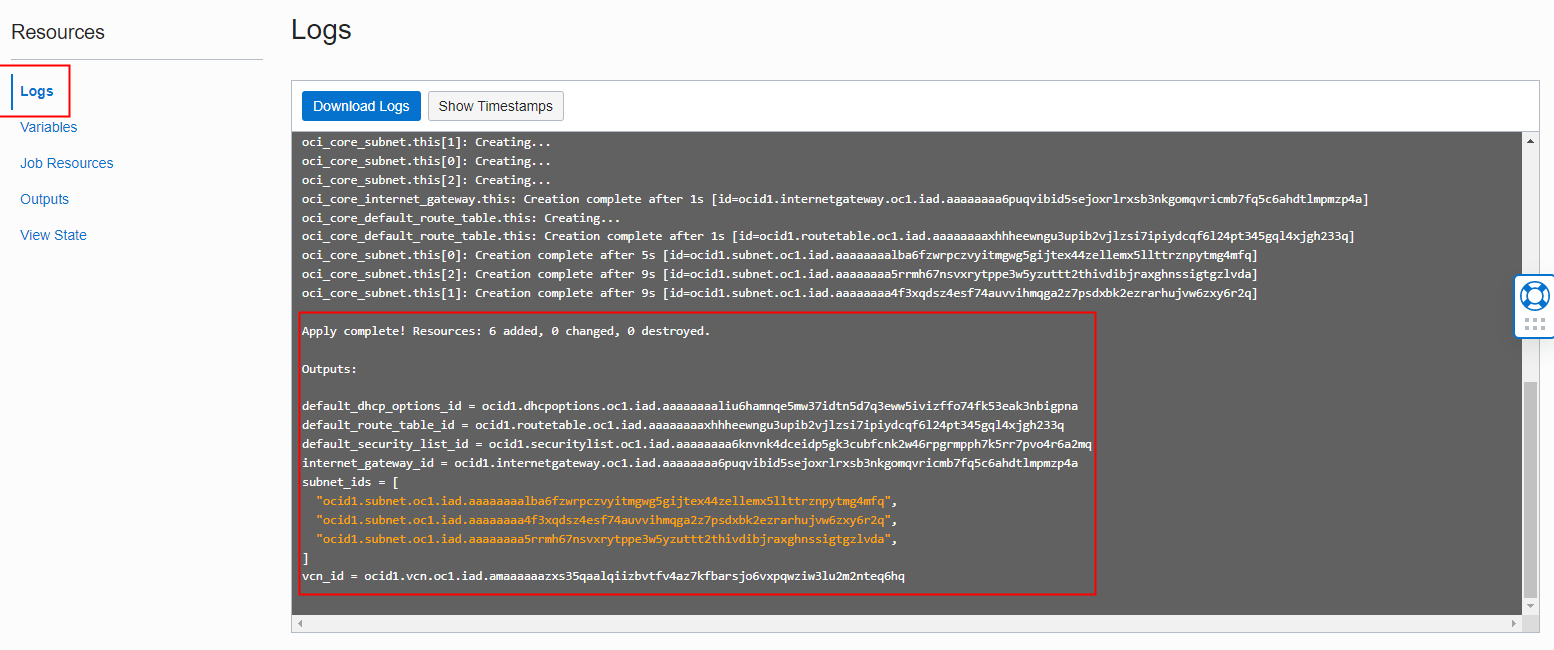 Resources
Logs
Variables
Job Resources
Outputs
View State
Logs
Download Logs
Show Timestamps
oci_core_subnet.this[1]: Creating...
oci_core_subnet.this[0]: Creating...
oci_core_subnet.this[2]: Creating...
oci_core_internet_gateway.this: Creation complete after 1s [id=ocid1.internetgateway.oc1.iad.aaaaaaaa6puqvibid5sejoxrlrxsb3nkgomqvricmb7fq5c6ahdtlmpmzp4a]
oci_core_default_route_table.this: Creating...
oci_core_default_route_table.this: Creation complete after 1s [id=ocid1.routetable.oc1.iad.aaaaaaaaxhhheewngu3upib2vjlzsi7ipiydcqf6l24pt345gql4xjgh233q]
oci_core_subnet.this[0]: Creation complete after 5s [id=ocid1.subnet.oc1.iad.aaaaaaaalba6fzwrpczvyitmgwg5gijtex44zellemx5llttrznpytmg4mfq]
oci_core_subnet.this[2]: Creation complete after 9s [id=ocid1.subnet.oc1.iad.aaaaaaaa5rrmh67nsvxrytppe3w5yzuttt2thivdibjraxghnssigtgzlvda]
oci_core_subnet.this[1]: Creation complete after 9s [id=ocid1.subnet.oc1.iad.aaaaaaaa4f3xqdsz4esf74auvvihmqga2z7psdxbk2ezrarhujvw6zxy6r2q]
Apply complete! Resources: 6 added, 0 changed, 0 destroyed.
Outputs:
default_dhcp_options_id = ocid1.dhcpoptions.oc1.iad.aaaaaaaaliu6hamnqe5mw37idtn5d7q3eww5ivizffo74fk53eak3nbigpna
default_route_table_id = ocid1.routetable.oc1.iad.aaaaaaaaxhhheewngu3upib2vjlzsi7ipiydcqf6l24pt345gql4xjgh233q
default_security_list_id = ocid1.securitylist.oc1.iad.aaaaaaaa6knvnk4dceidp5gk3cubfcnk2w46rpgrmpph7k5rr7pvo4r6a2mq
internet_gateway_id = ocid1.internetgateway.oc1.iad.aaaaaaaa6puqvibid5sejoxrlrxsb3nkgomqvricmb7fq5c6ahdtlmpmzp4a
subnet_ids = [
"ocid1.subnet.oc1.iad.aaaaaaaalba6fzwrpczvyitmgwg5gijtex44zellemx5llttrznpytmg4mfq",
"ocid1.subnet.oc1.iad.aaaaaaaa4f3xqdsz4esf74auvvihmqga2z7psdxbk2ezrarhujvw6zxy6r2q",
"ocid1.subnet.oc1.iad.aaaaaaaa5rrmh67nsvxrytppe3w5yzuttt2thivdibjraxghnssigtgzlvda",
]
vcn_id = ocid1.vcn.oc1.iad.amaaaaaazxs35qaalqiizbvtfv4az7kfbarsjo6vxpqwziw3lu2m2nteq6hq